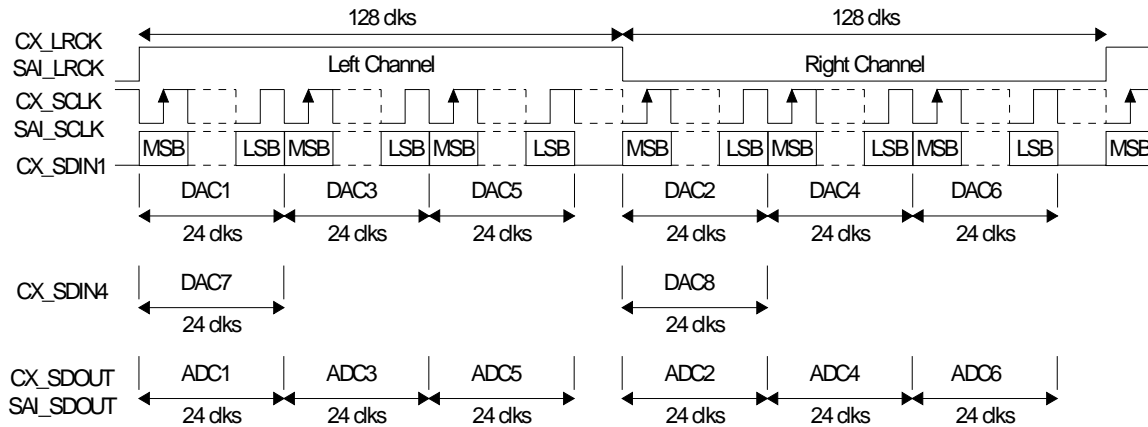 128 clks 128 clks
CX_LRCK
SAI_LRCK Left Channel Right Channel
CX_SCLK
SAI_SCLK
MSB LSB MSB LSB MSB LSB MSB LSB MSB LSB MSB LSB MSB
CX_SDIN1
DAC1 DAC3 DAC5 DAC2 DAC4 DAC6
24 clks 24 clks 24 clks 24 clks 24 clks 24 clks
CX_SDIN4 DAC7 DAC8
24 clks 24 clks
CX_SDOUT ADC1 ADC3 ADC5 ADC2 ADC4 ADC6
SAI_SDOUT 24 clks 24 clks 24 clks 24 clks 24 clks 24 clks